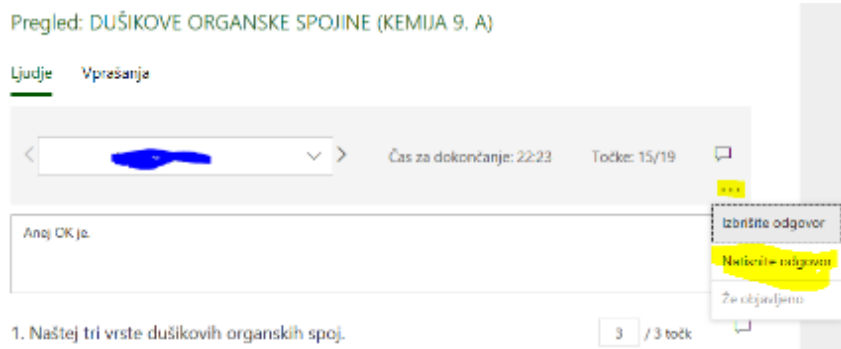 Pregled: DUŠIKOVE ORGANSKE SPOJINE (KEMIJA 9. A)
Ljudje Vprašanja
Čas za dokončanje: 22:23 Točke: 15/19
Izbrišite odgovor
Anej OK je.
Natisnite odgovor
Že objavljeno
1. Naštej tri vrste dušikovih organskih spoj. 3 / 3 točk